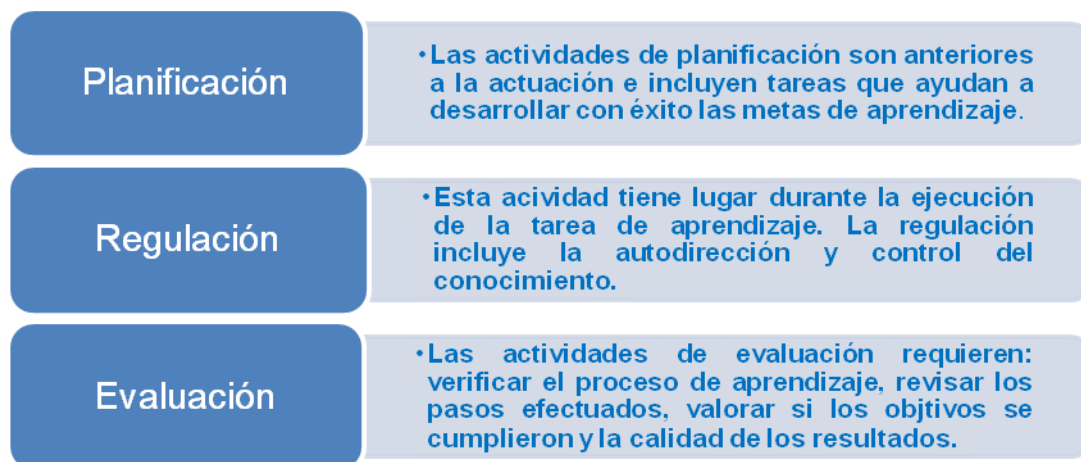 Planificación
•Las actividades de planificación son anteriores
a la actuación e incluyen tareas que ayudan a
desarrollar con éxito las metas de aprendizaje.
Regulación
•Esta acividad tiene lugar durante la ejecución
de la tarea de aprendizaje. La regulación
incluye la autodirección y control del
conocimiento.
Evaluación
•Las actividades de evaluación requieren:
verificar el proceso de aprendizaje, revisar los
pasos efectuados, valorar si los objtivos se
cumplieron y la calidad de los resultados.